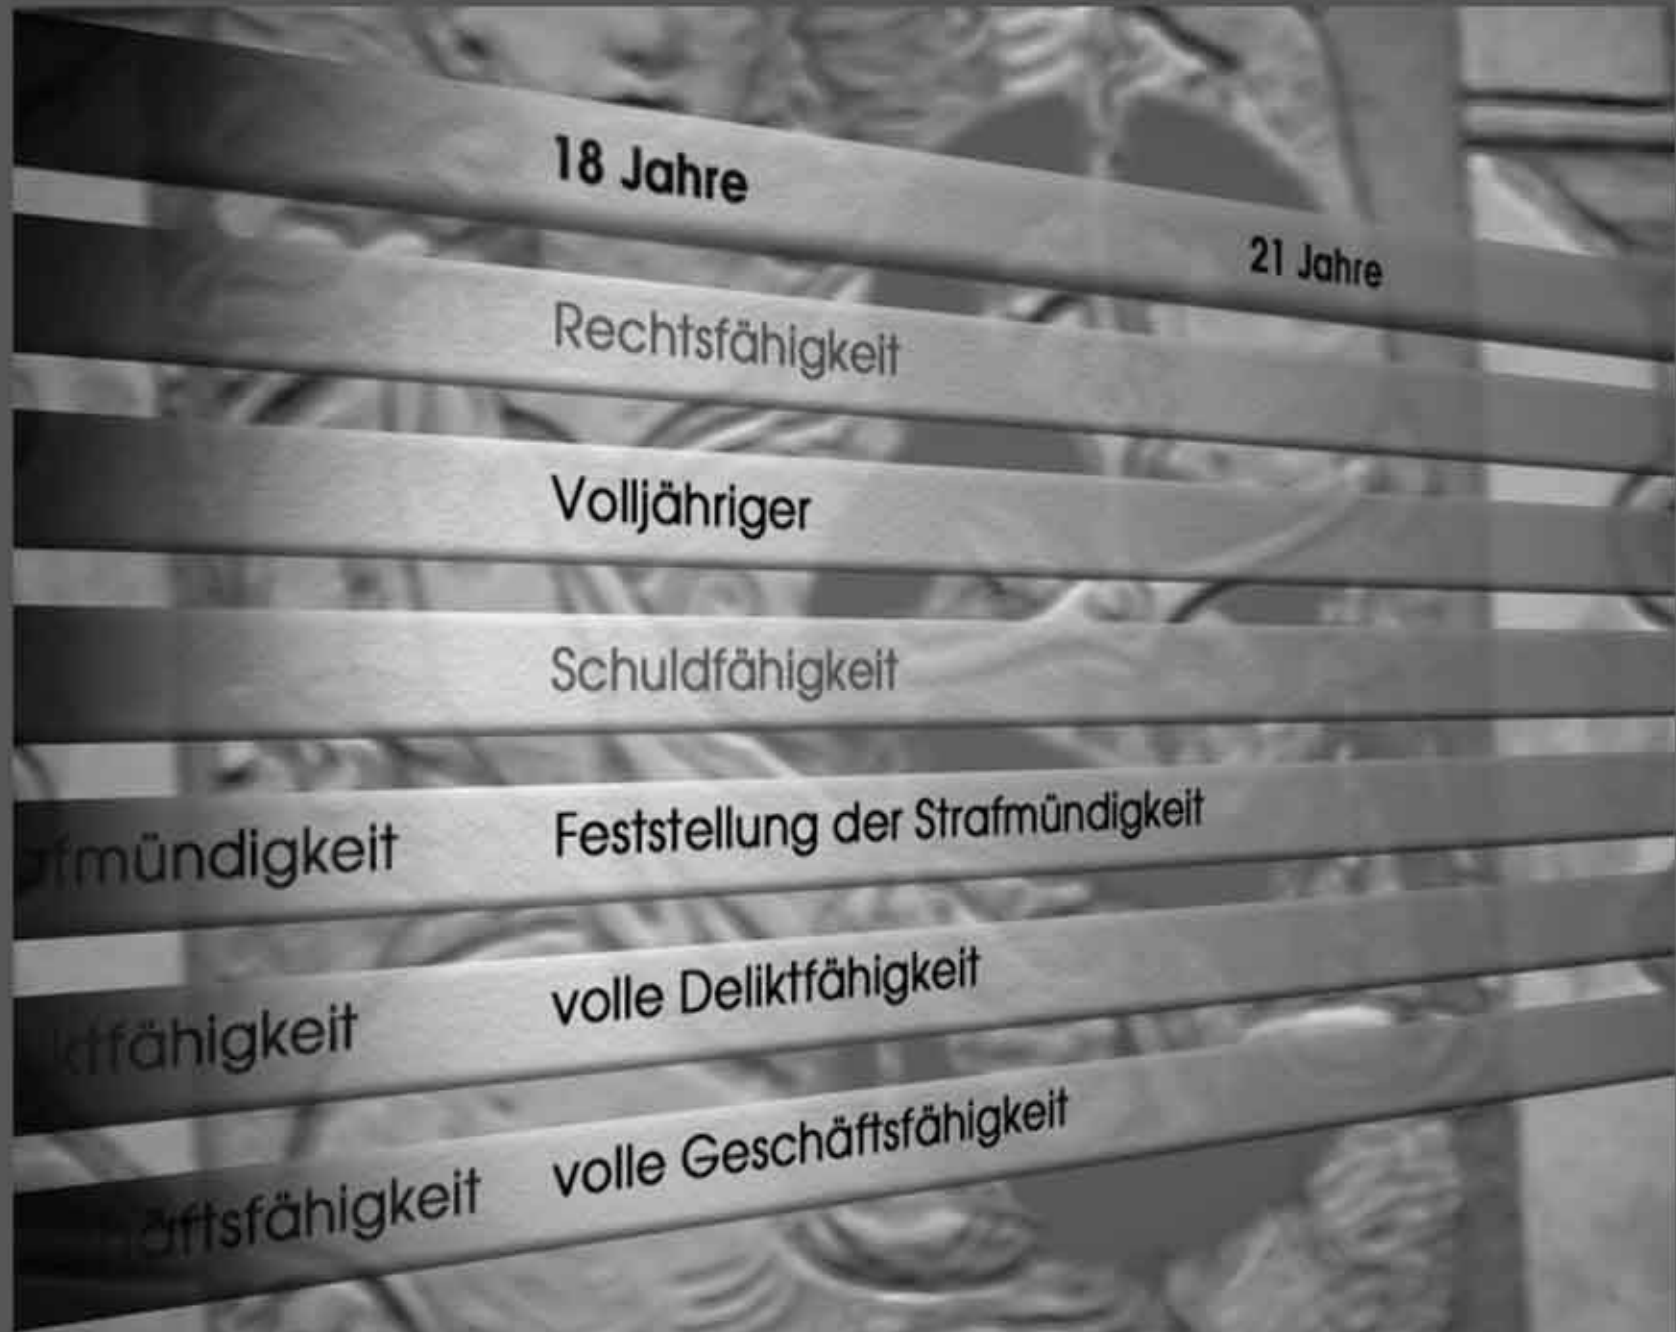 18 Jahre
21 Jahre
Rechtsfähigkeit
Volljähriger
Schuldfähigkeit
Feststellung der Strafmündigkeit
volle Deliktfähigkeit
volle Geschäftsfähigkeit